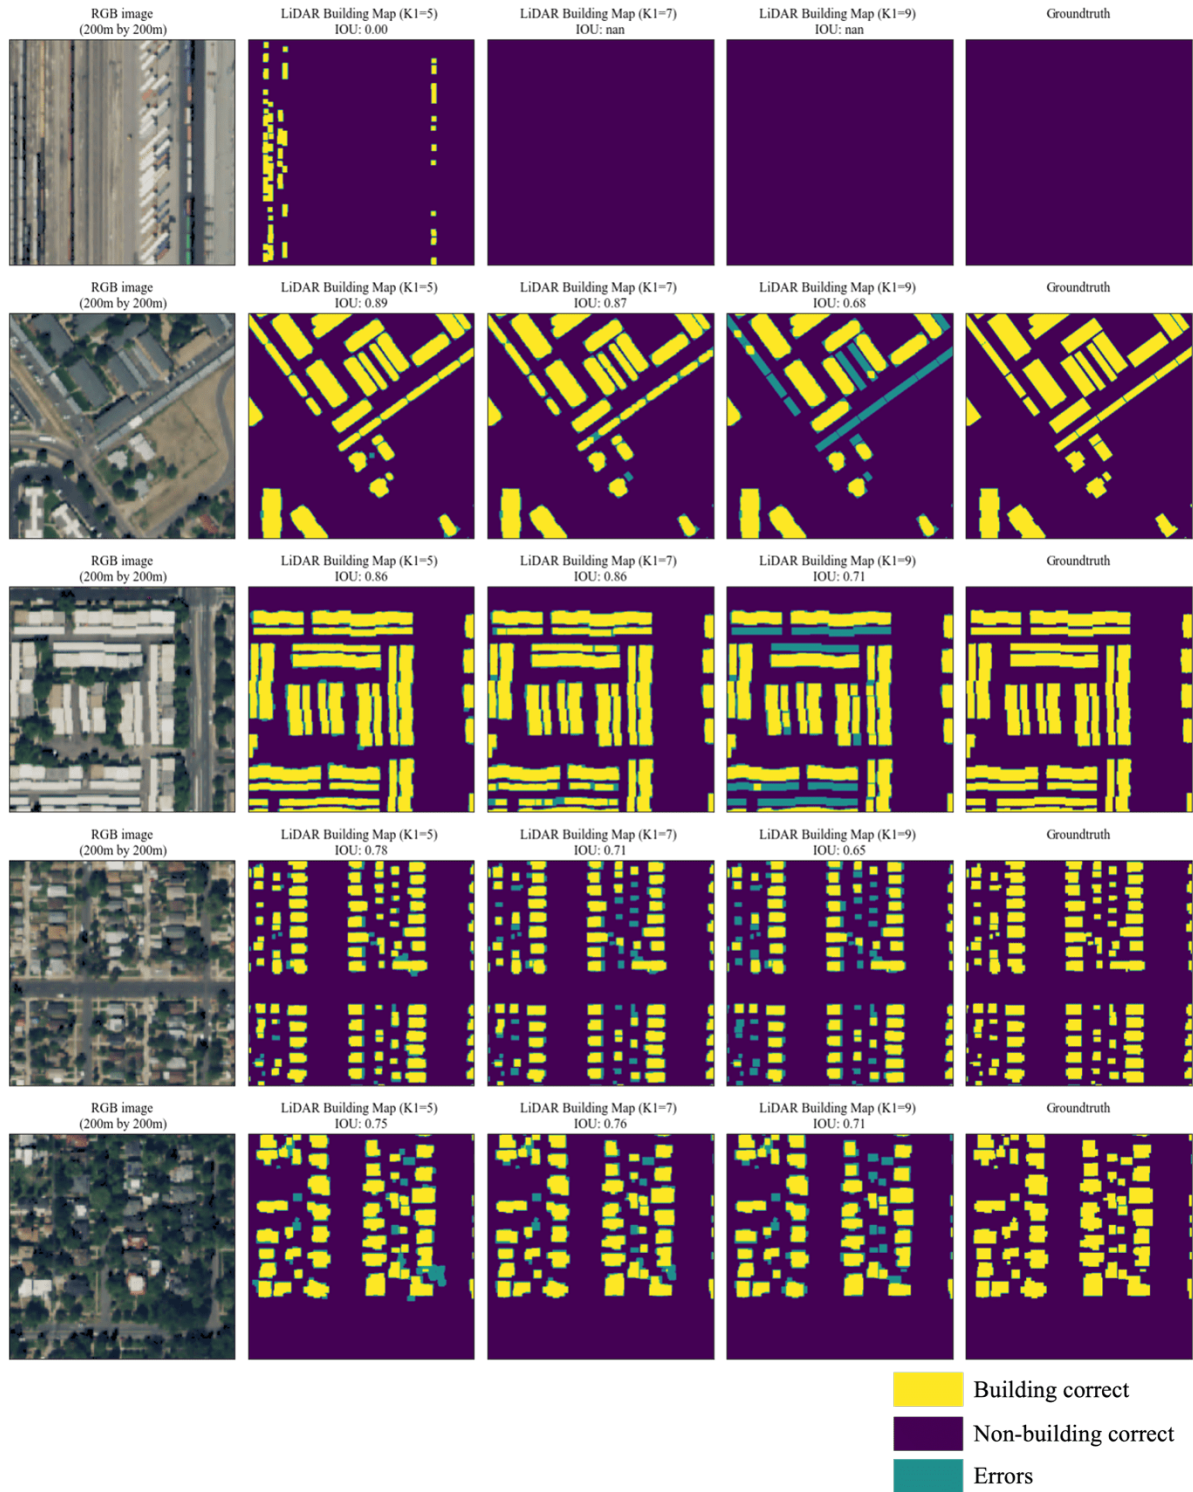 RGB image
(200m by 200m)
LiDAR Building Map (K1=5)
IOU: 0.00
LiDAR Building Map (K1=7)
IOU: nan
LiDAR Building Map (K1=9)
IOU: nan
Groundtruth
RGB image
(200m by 200m)
LiDAR Building Map (K1=5)
IOU: 0.89
LiDAR Building Map (K1=7)
IOU: 0.87
LiDAR Building Map (K1=9)
IOU: 0.68
Groundtruth
RGB image
(200m by 200m)
LiDAR Building Map (K1=5)
IOU: 0.86
LiDAR Building Map (K1=7)
IOU: 0.86
LiDAR Building Map (K1=9)
IOU: 0.71
Groundtruth
RGB image
(200m by 200m)
LiDAR Building Map (K1=5)
IOU: 0.78
LiDAR Building Map (K1=7)
IOU: 0.71
LiDAR Building Map (K1=9)
IOU: 0.65
Groundtruth
RGB image
(200m by 200m)
LiDAR Building Map (K1=5)
IOU: 0.75
LiDAR Building Map (K1=7)
IOU: 0.76
LiDAR Building Map (K1=9)
IOU: 0.71
Groundtruth
Building correct
Non-building correct
Errors